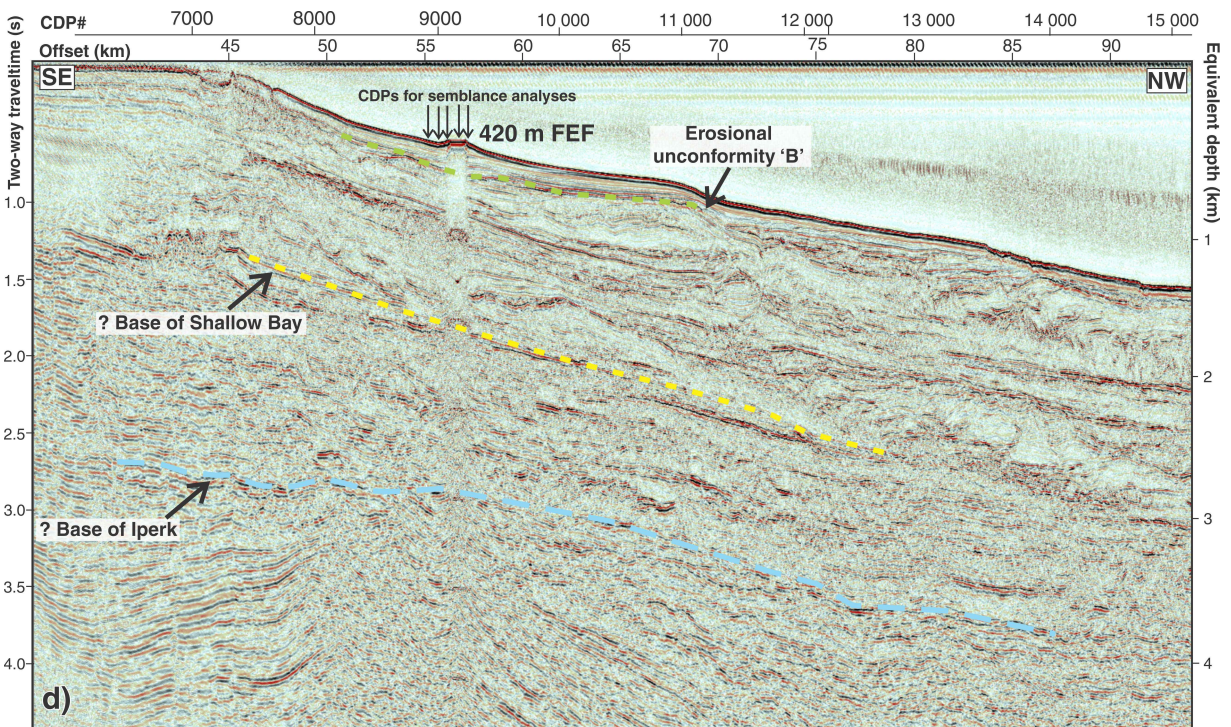 CDP# 7000 8000 9000 10 000 11 000 12 000 13 000 14 000 15 000
Offset (km) 45 50 55 60 65 70 75 80 85 90
Two-way traveltime (s)
Equivalent depth (km)
SE
NW
CDPs for semblance analyses
420 m FEF
Erosional
unconformity ‘B’
1.0
1
1.5
? Base of Shallow Bay
2.0
2
2.5
3.0
3
? Base of Iperk
3.5
4.0
4
d)